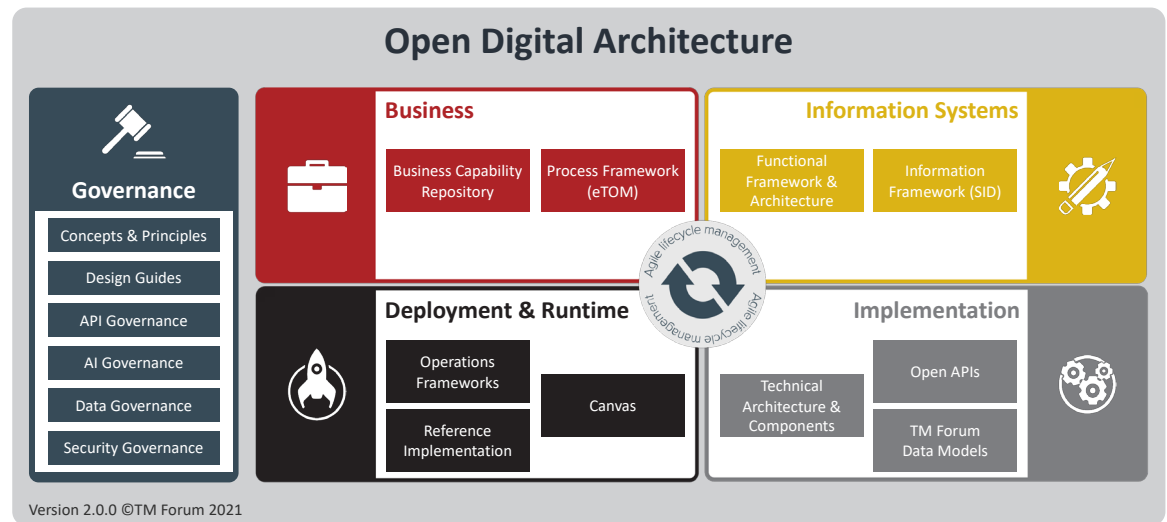 Open Digital Architecture
Governance
Concepts & Principles
Design Guides
API Governance
AI Governance
Data Governance
Security Governance
Business
Business Capability
Repository
Process Framework
(eTOM)
Information Systems
Functional
Framework &
Architecture
Information
Framework (SID)
Agile lifecycle management
Agile lifecycle management
Deployment & Runtime
Operations
Frameworks
Reference
Implementation
Canvas
Implementation
Technical
Architecture &
Components
Open APIs
TM Forum
Data Models
Version 2.0.0 ©TM Forum 2021